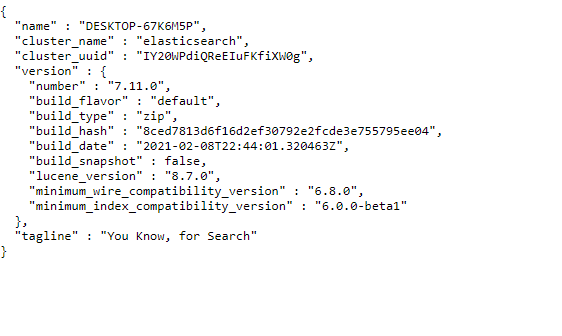 {
  "name" : "DESKTOP-67K6M5P",
  "cluster_name" : "elasticsearch",
  "cluster_uuid" : "IY20WPdiQReEIuFKfiXW0g",
  "version" : {
    "number" : "7.11.0",
    "build_flavor" : "default",
    "build_type" : "zip",
    "build_hash" : "8ced7813d6f16d2ef30792e2fcde3e755795ee04",
    "build_date" : "2021-02-08T22:44:01.320463Z",
    "build_snapshot" : false,
    "lucene_version" : "8.7.0",
    "minimum_wire_compatibility_version" : "6.8.0",
    "minimum_index_compatibility_version" : "6.0.0-beta1"
  },
  "tagline" : "You Know, for Search"
}